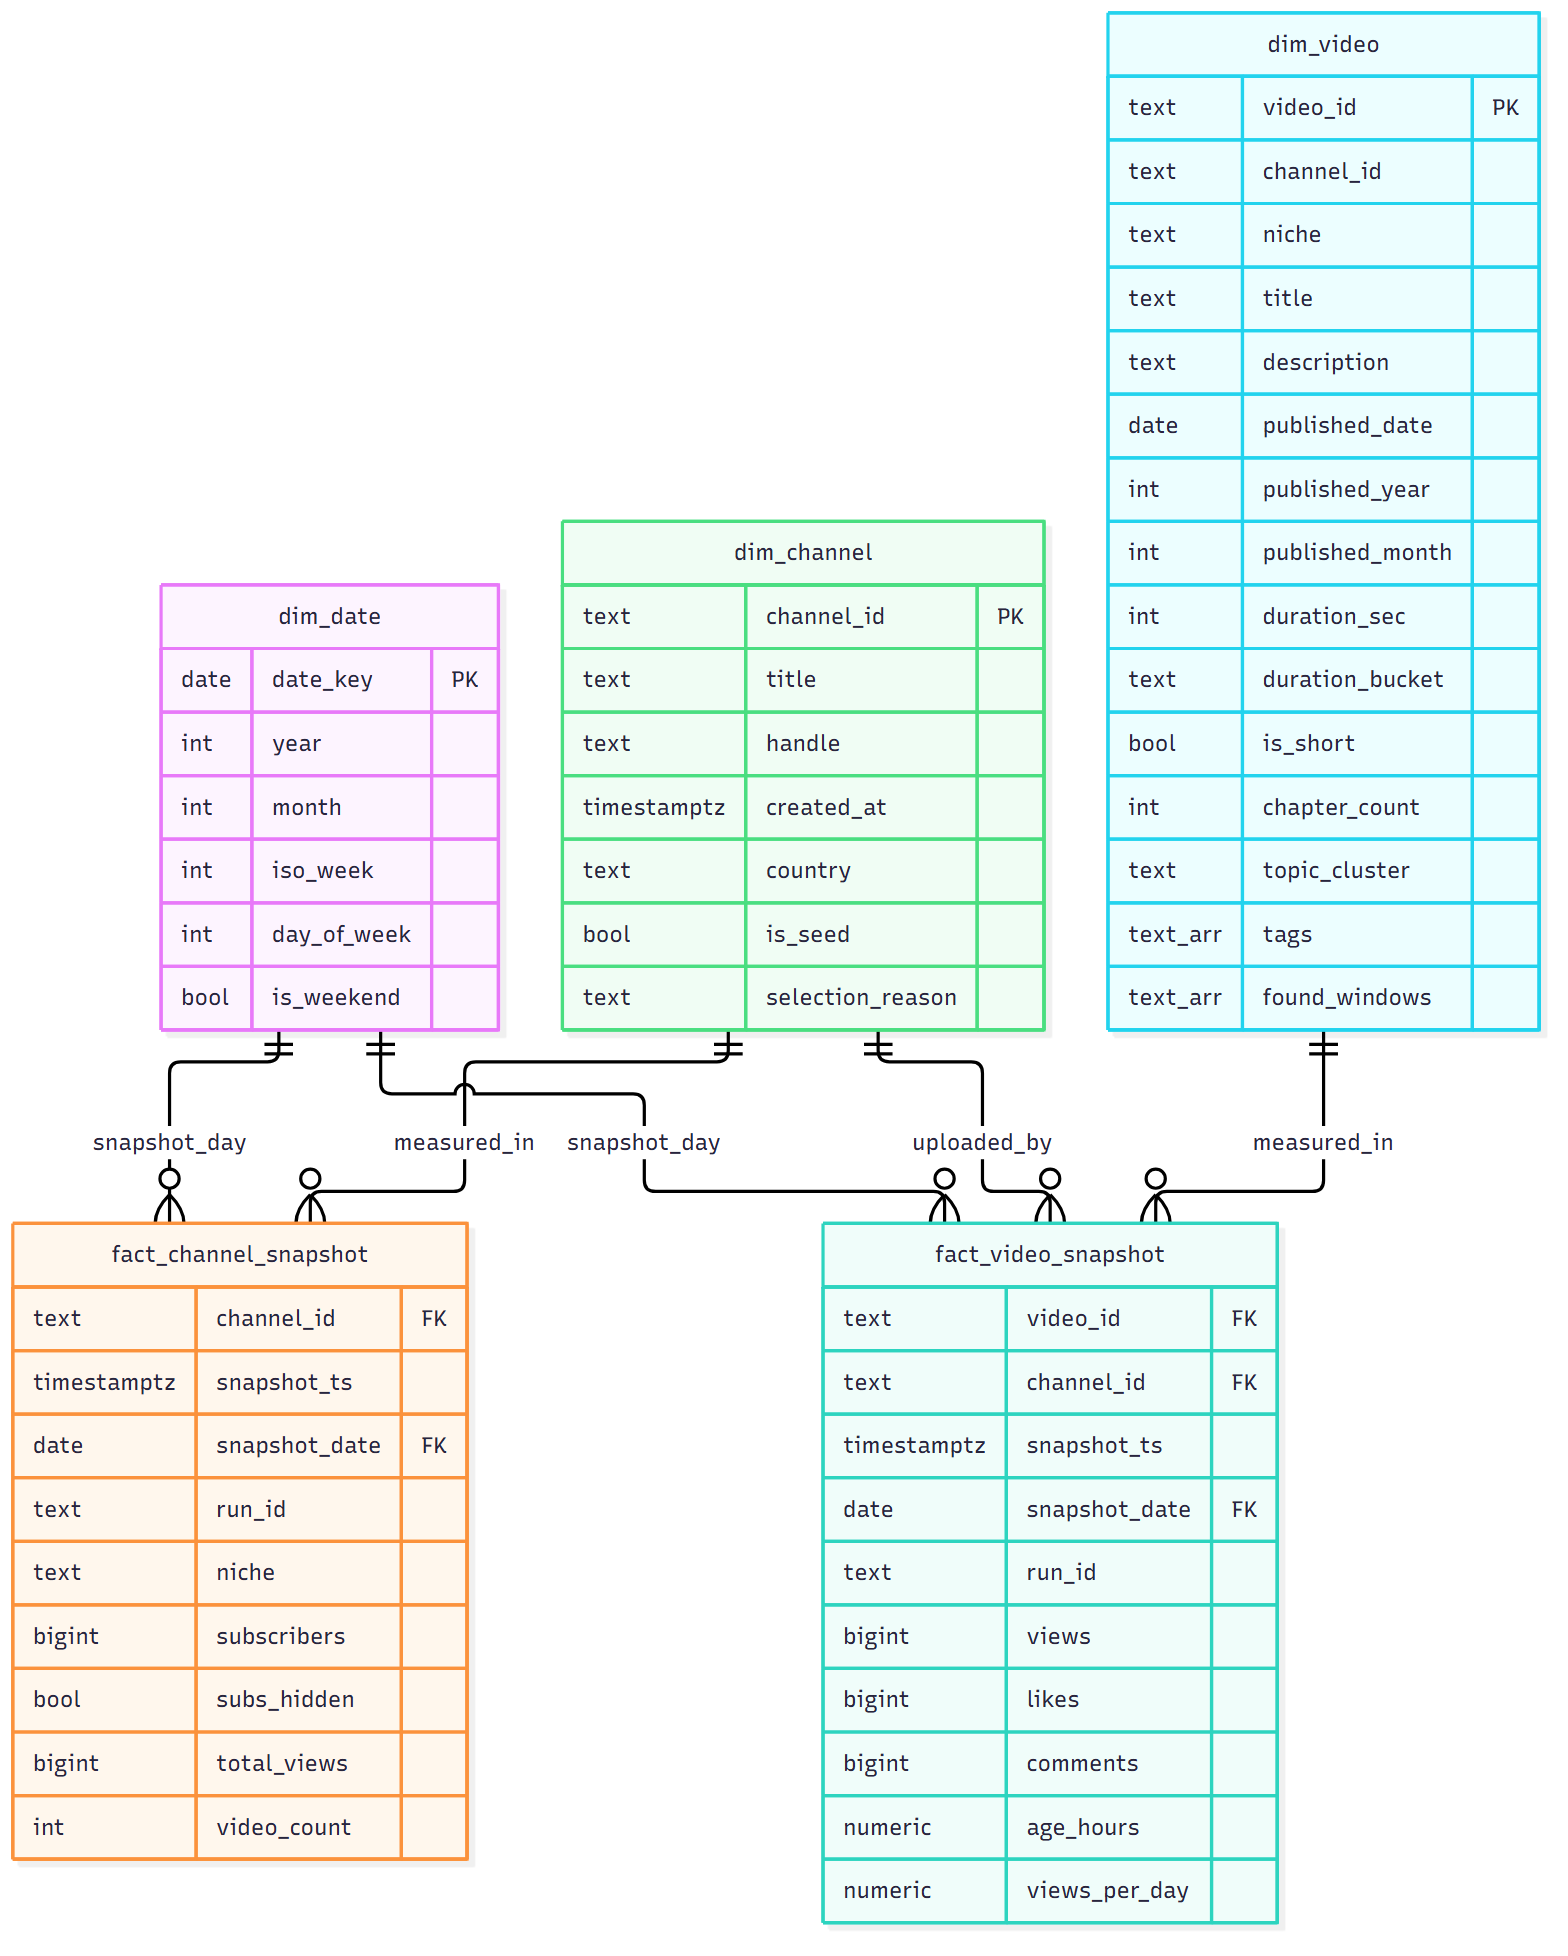 dim_video
text video_id PK
text channel_id
text niche
text title
text description
date published_date
int published_year
int published_month
int duration_sec
text duration_bucket
bool is_short
int chapter_count
text topic_cluster
text_arr tags
text_arr found_windows
dim_channel
text channel_id PK
text title
text handle
timestamptz created_at
text country
bool is_seed
text selection_reason
dim_date
date date_key PK
int year
int month
int iso_week
int day_of_week
bool is_weekend
snapshot_day
measured_in
snapshot_day
uploaded_by
measured_in
fact_channel_snapshot
text channel_id FK
timestamptz snapshot_ts
date snapshot_date FK
text run_id
text niche
bigint subscribers
bool subs_hidden
bigint total_views
int video_count
fact_video_snapshot
text video_id FK
text channel_id FK
timestamptz snapshot_ts
date snapshot_date FK
text run_id
bigint views
bigint likes
bigint comments
numeric age_hours
numeric views_per_day